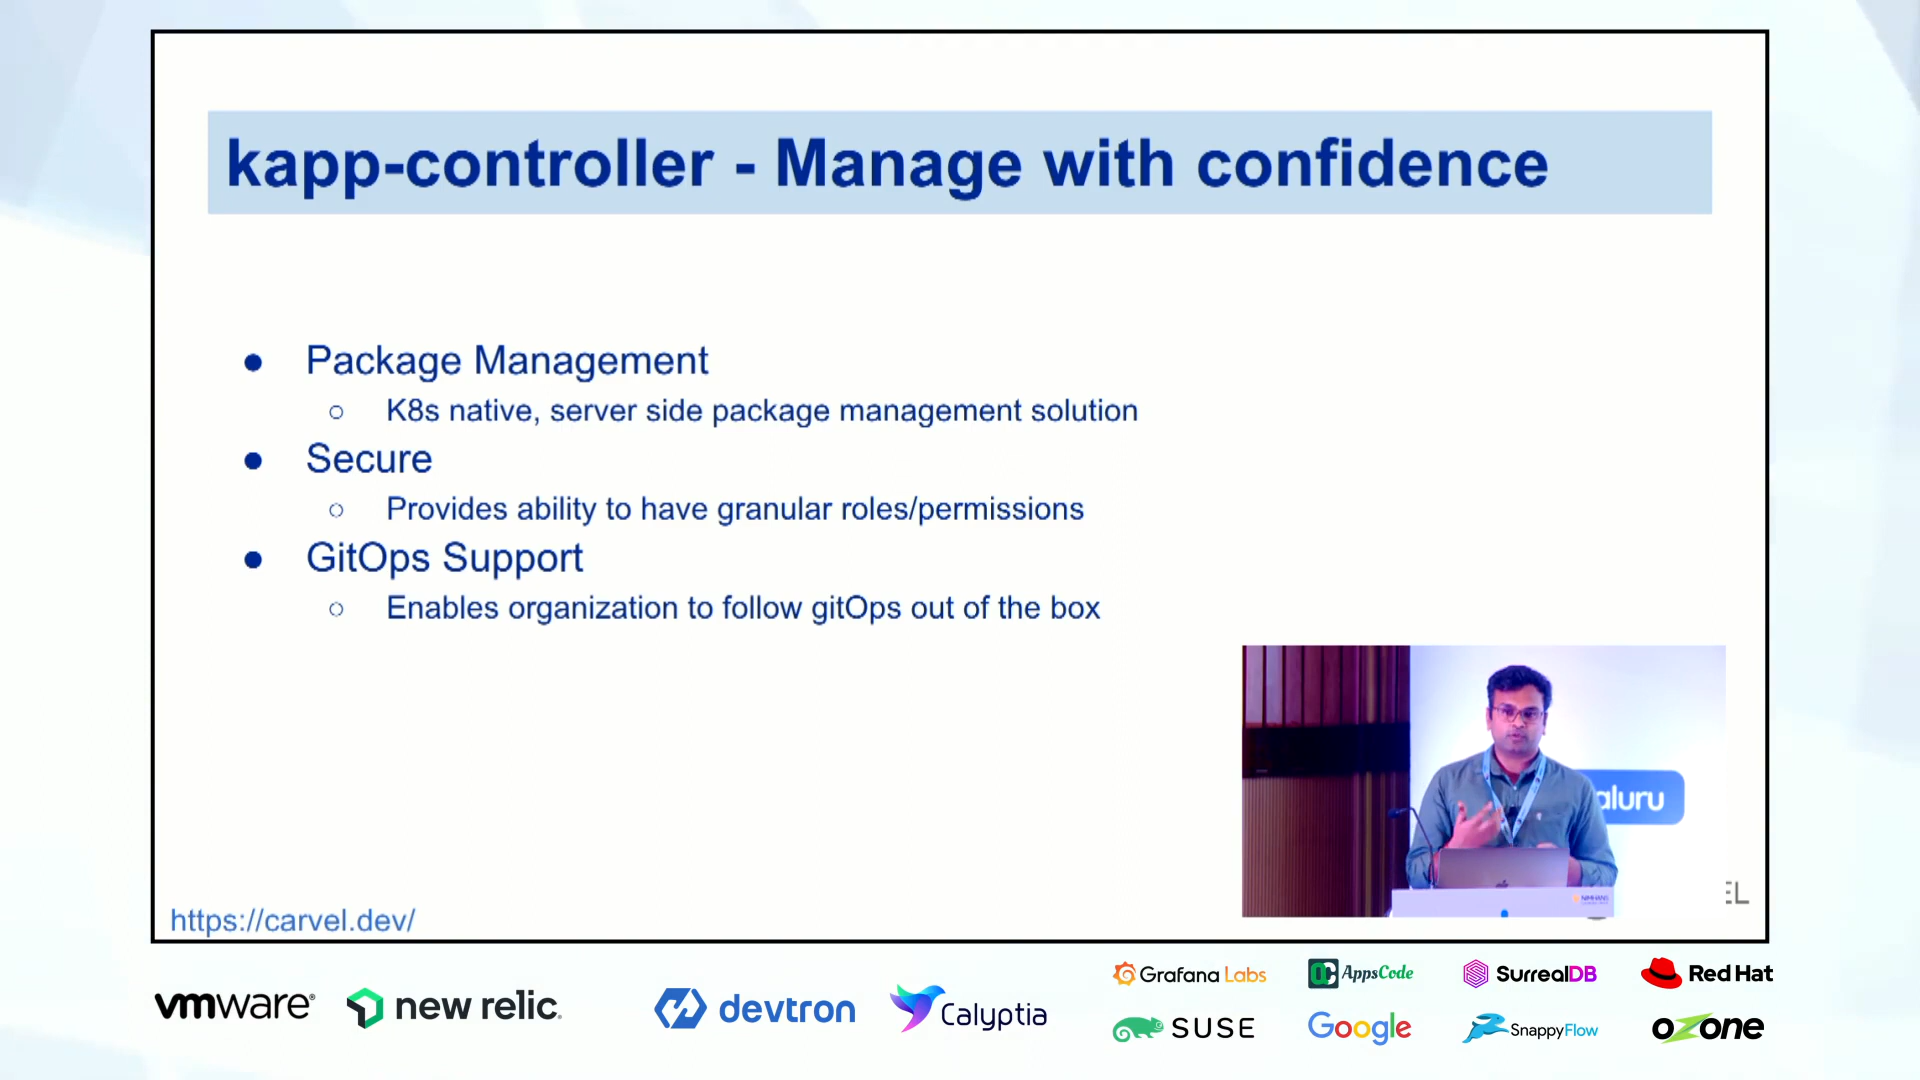 kapp-controller - Manage with confidence
● Package Management
○ K8s native, server side package management solution
● Secure
○ Provides ability to have granular roles/permissions
● GitOps Support
○ Enables organization to follow gitOps out of the box
aluru
EL
https://carvel.dev/
vmware®
new relic.
devtron
Calyptia
Grafana Labs
AppsCode
SurrealDB
Red Hat
SUSE
Google
SnappyFlow
ozone